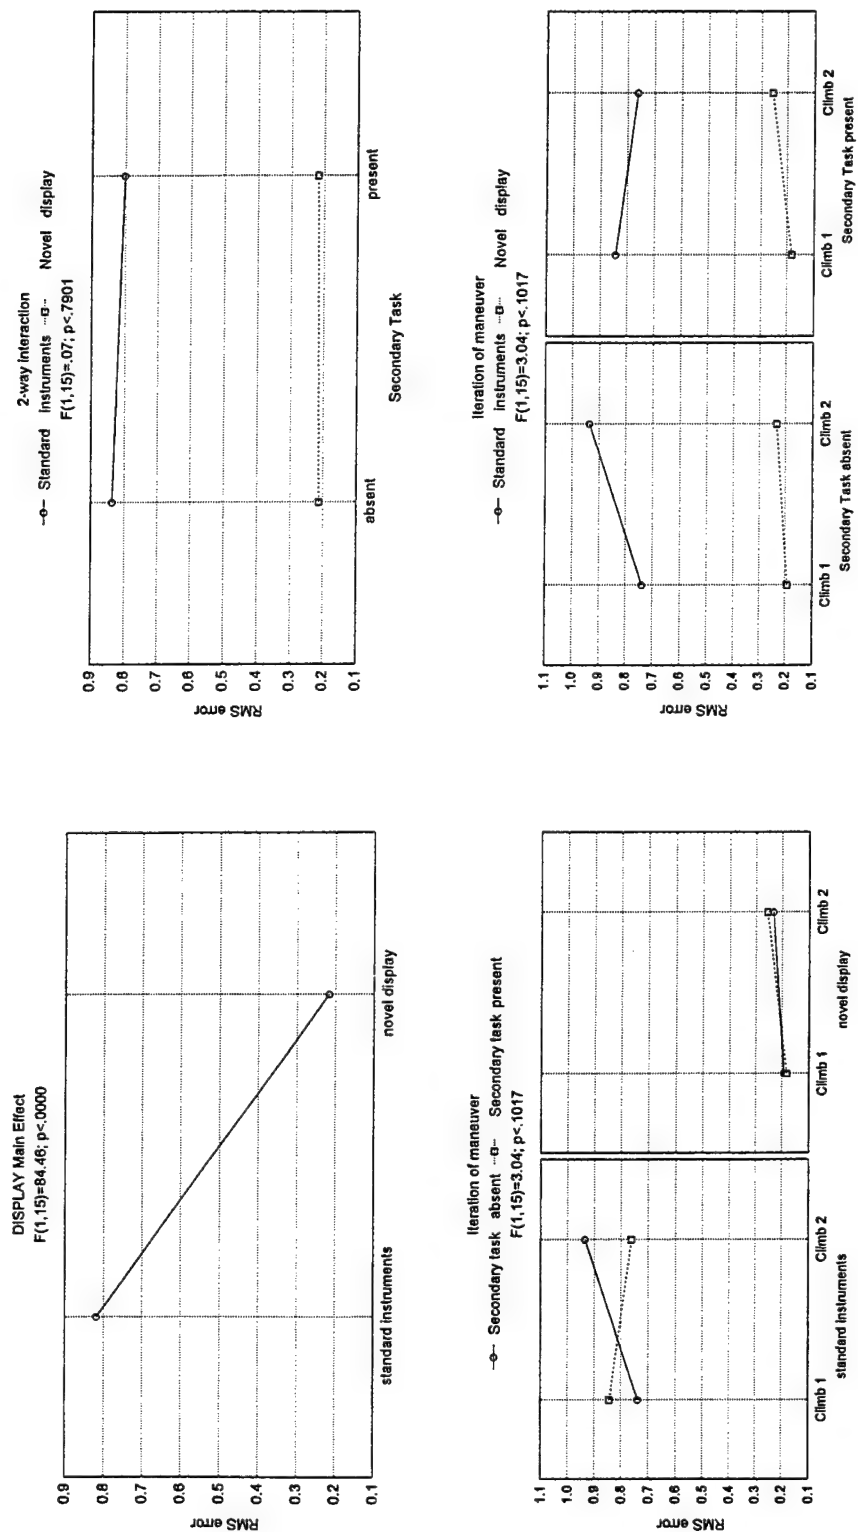 DISPLAY Main Effect
F(1,15)=84.46; p<.0000
RMS error
0.9
0.8
0.7
0.6
0.5
0.4
0.3
0.2
0.1
standard instruments
novel display
2-way interaction
Standard instruments Novel display
F(1,15)=.07; p<.7901
RMS error
0.9
0.8
0.7
0.6
0.5
0.4
0.3
0.2
0.1
absent
present
Secondary Task
Iteration of maneuver
Secondary task absent Secondary task present
F(1,15)=3.04; p<.1017
RMS error
1.1
1.0
0.9
0.8
0.7
0.6
0.5
0.4
0.3
0.2
0.1
Climb 1
Climb 2
standard instruments
Climb 1
Climb 2
novel display
Iteration of maneuver
Standard instruments Novel display
F(1,15)=3.04; p<.1017
RMS error
1.1
1.0
0.9
0.8
0.7
0.6
0.5
0.4
0.3
0.2
0.1
Climb 1
Climb 2
Secondary Task absent
Climb 1
Climb 2
Secondary Task present